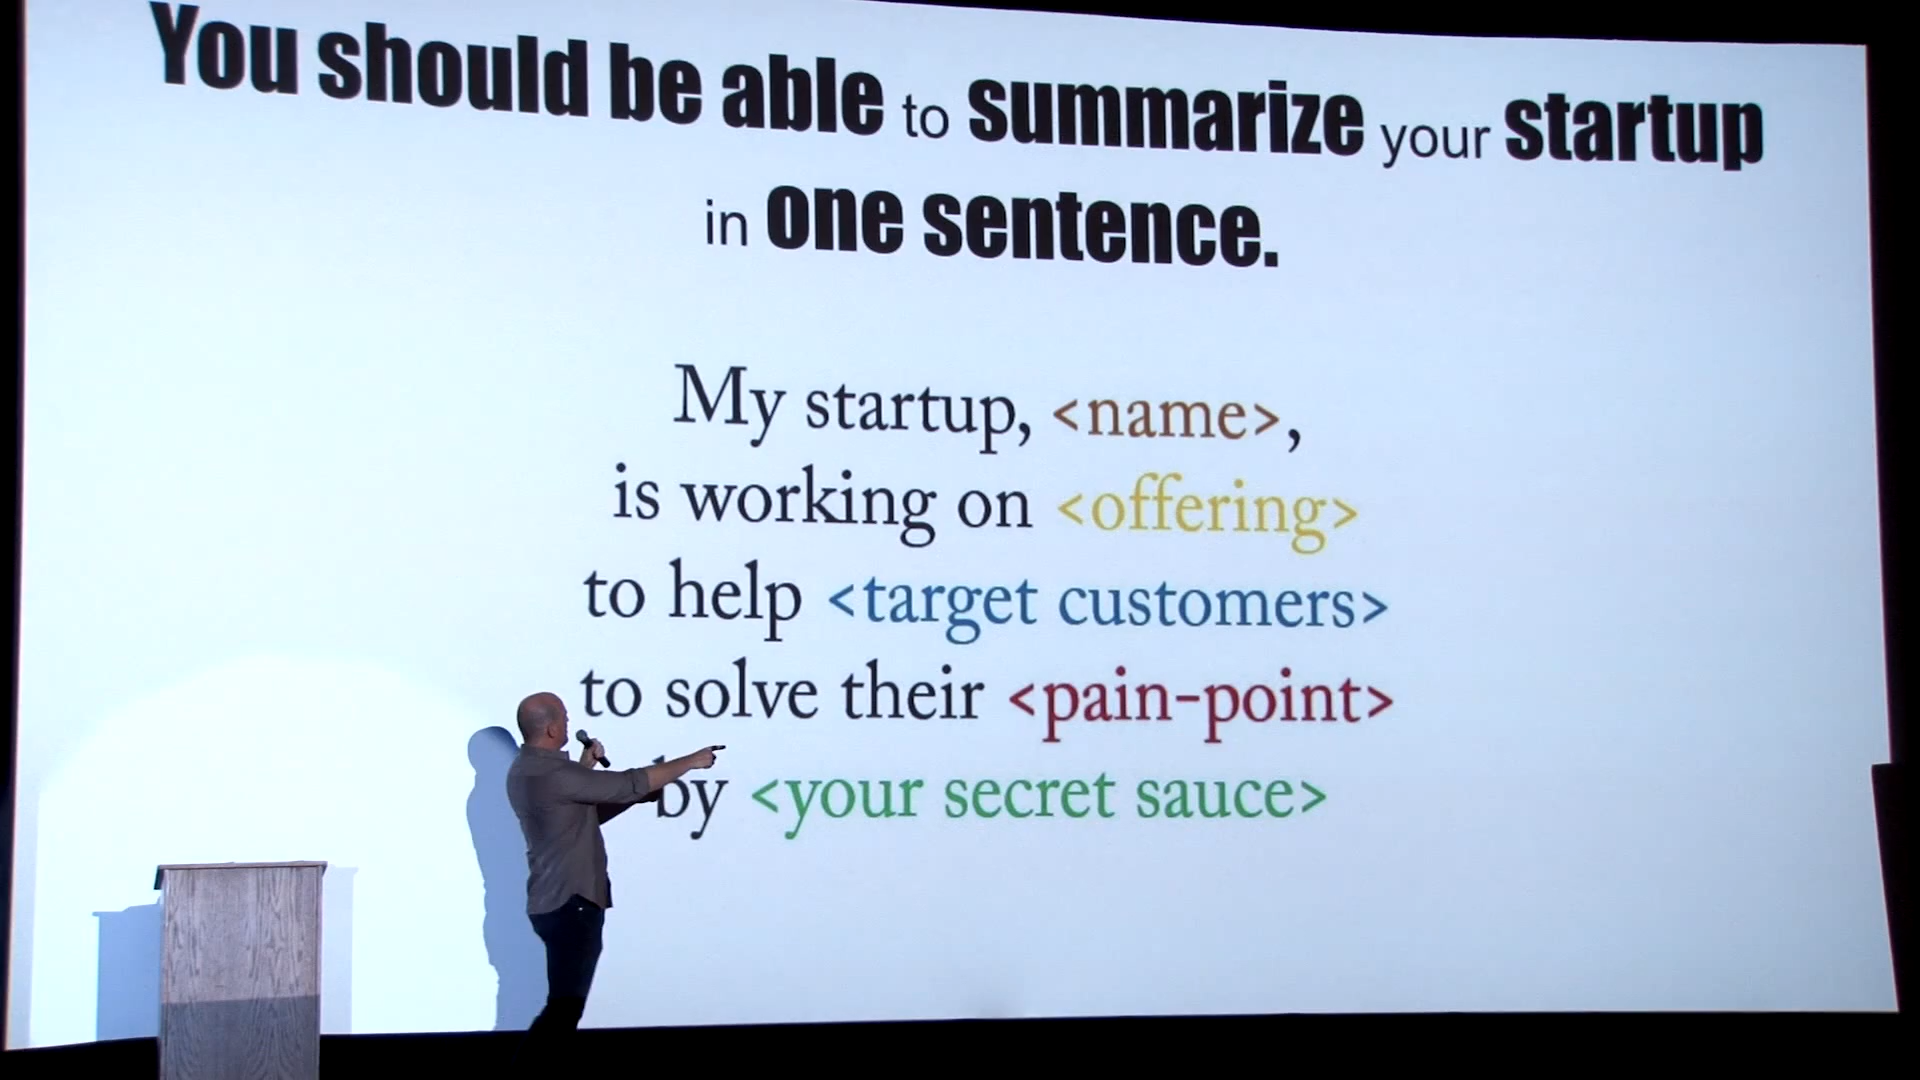 You should be able to summarize your startup
in one sentence.
My startup, <name>,
is working on <offering>
to help <target customers>
to solve their <pain-point>
by <your secret sauce>